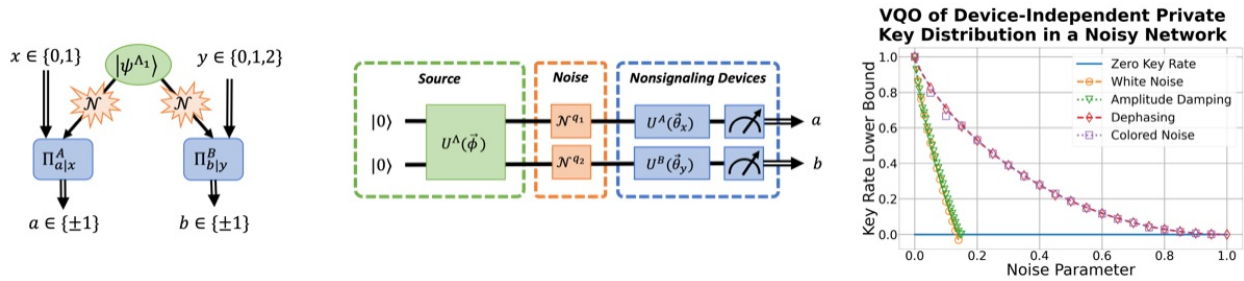 x ∈ {0,1}
|ψ^{Λ₁}⟩
y ∈ {0,1,2}
𝒩
𝒩
Π^A_{a|x}
Π^B_{b|y}
a ∈ {±1}
b ∈ {±1}
Source
Noise
Nonsignaling Devices
|0⟩
U^Λ(ϕ⃗)
𝒩^{q₁}
U^A(θ⃗_x)
a
|0⟩
𝒩^{q₂}
U^B(θ⃗_y)
b
VQO of Device-Independent Private
Key Distribution in a Noisy Network
Key Rate Lower Bound
1.0
0.8
0.6
0.4
0.2
0.0
Zero Key Rate
White Noise
Amplitude Damping
Dephasing
Colored Noise
0.0 0.2 0.4 0.6 0.8 1.0
Noise Parameter